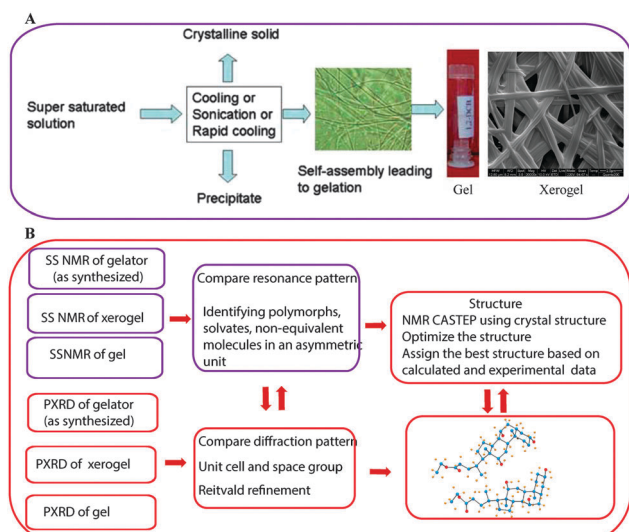 A
Crystalline solid
Super saturated
solution
Cooling or
Sonication or
Rapid cooling
Precipitate
Self-assembly leading
to gelation
Gel
Xerogel
B
SS NMR of gelator
(as synthesized)
SS NMR of xerogel
SSNMR of gel
PXRD of gelator
(as synthesized)
PXRD of xerogel
PXRD of gel
Compare resonance pattern
Identifying polymorphs,
solvates, non-equivalent
molecules in an asymmetric
unit
Compare diffraction pattern
Unit cell and space group
Reitvald refinement
Structure
NMR CASTEP using crystal structure
Optimize the structure
Assign the best structure based on
calculated and experimental data